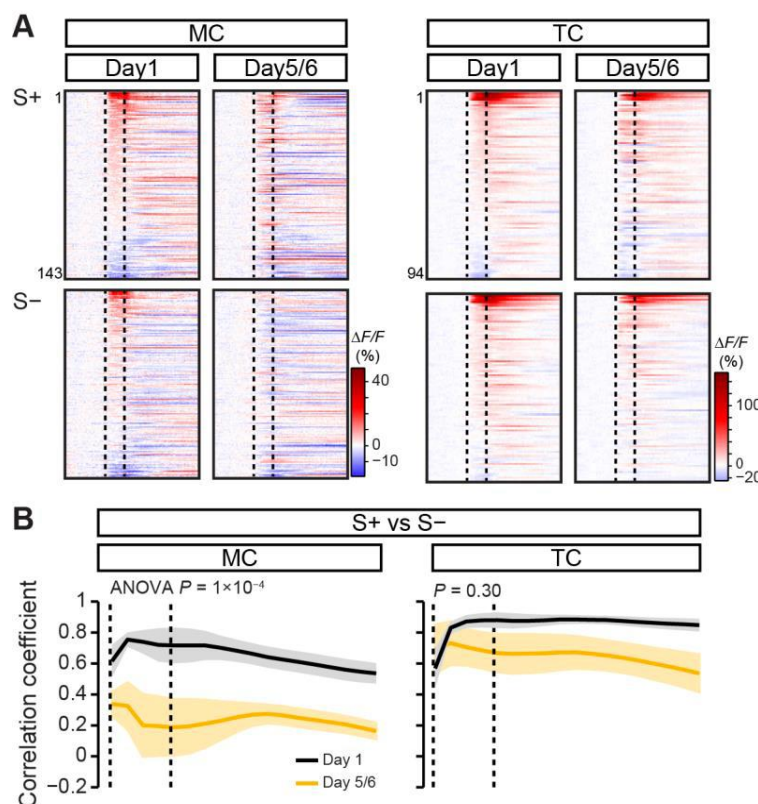 A
MC
TC
Day1
Day5/6
Day1
Day5/6
S+
1
143
1
94
S−
ΔF/F
(%)
40
0
−10
ΔF/F
(%)
100
0
−20
B
S+ vs S−
MC
TC
ANOVA P = 1×10⁻⁴
P = 0.30
Correlation coefficient
1
0.8
0.6
0.4
0.2
0
−0.2
Day 1
Day 5/6